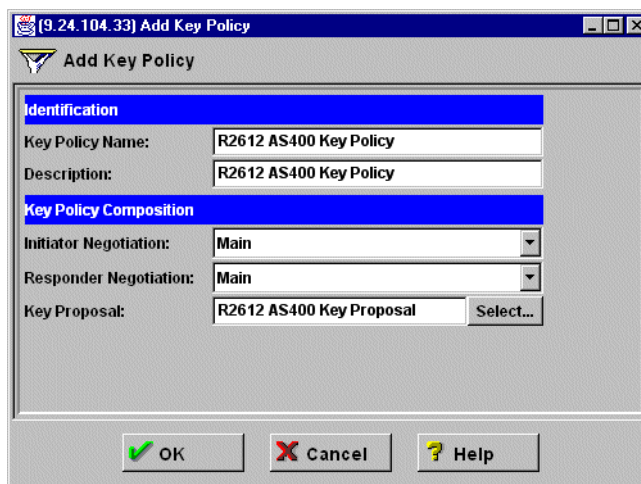 (9.24.104.33) Add Key Policy
Add Key Policy
Identification
Key Policy Name: R2612 AS400 Key Policy
Description: R2612 AS400 Key Policy
Key Policy Composition
Initiator Negotiation: Main
Responder Negotiation: Main
Key Proposal: R2612 AS400 Key Proposal Select...
OK Cancel ? Help